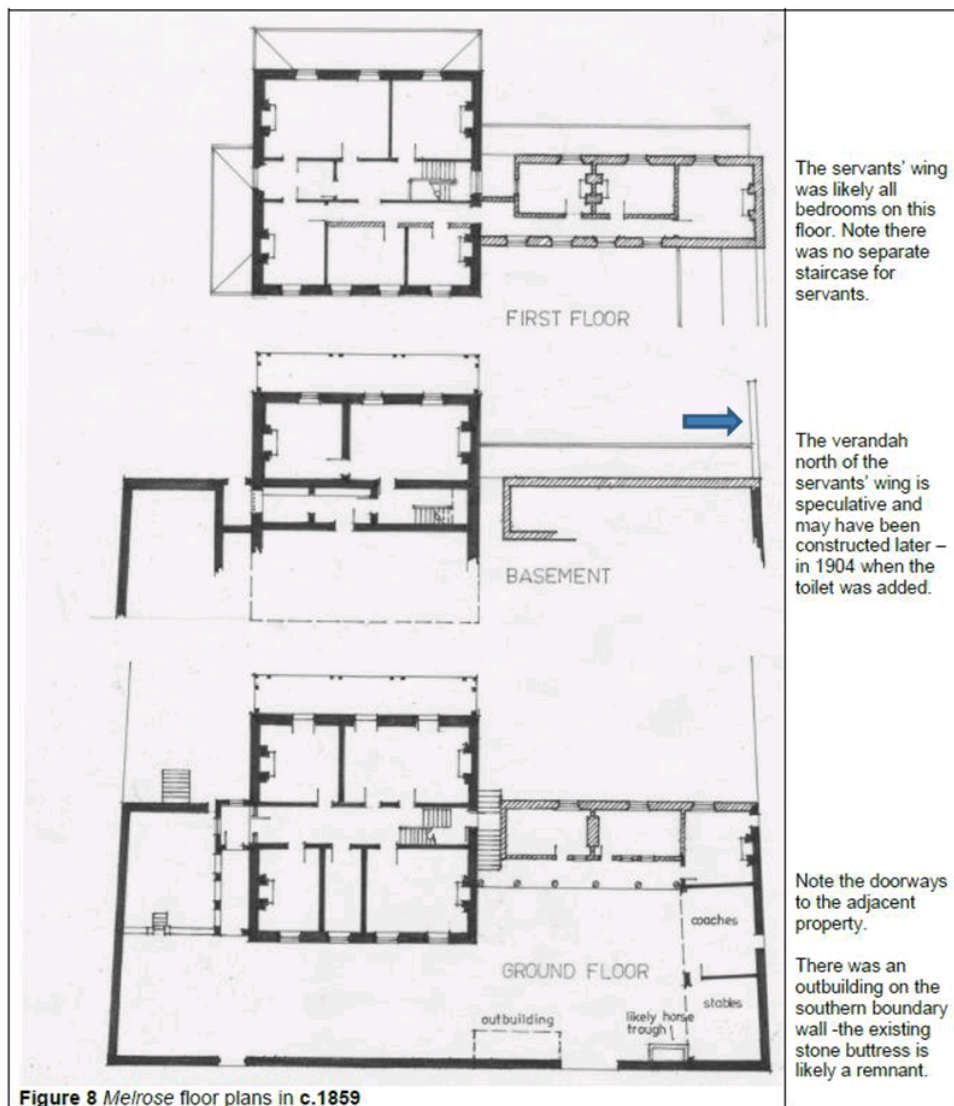 The servants' wing
was likely all
bedrooms on this
floor. Note there
was no separate
staircase for
servants.
FIRST FLOOR
The verandah
north of the
servants' wing is
speculative and
may have been
constructed later –
in 1904 when the
toilet was added.
BASEMENT
Note the doorways
to the adjacent
property.
There was an
outbuilding on the
southern boundary
wall -the existing
stone buttress is
likely a remnant.
coaches
GROUND FLOOR
stables
outbuilding
likely horse
trough
Figure 8 Melrose floor plans in c.1859